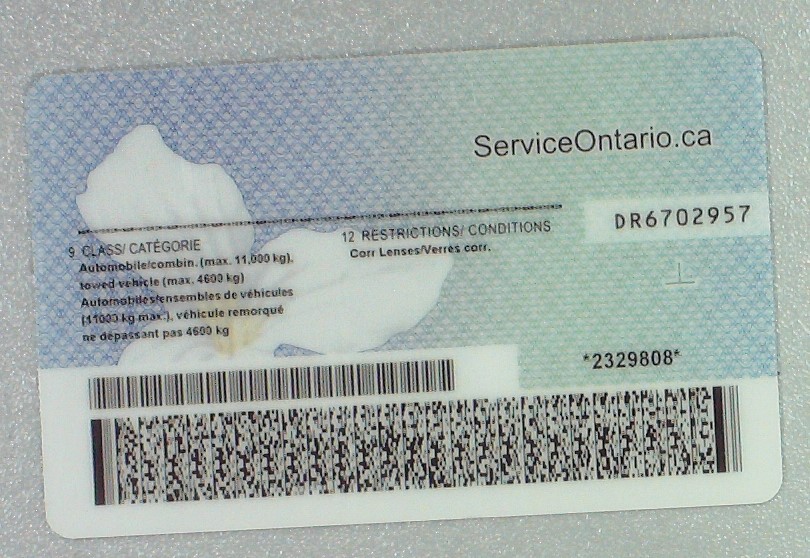 ServiceOntario.ca
DR6702957
9 CLASS/ CATÉGORIE
Automobile/combin. (max. 11,000 kg),
towed vehicle (max. 4600 kg)
Automobiles/ensembles de véhicules
(11000 kg max.), véhicule remorqué
ne dépassant pas 4600 kg
12 RESTRICTIONS/ CONDITIONS
Corr Lenses/Verres corr.
*2329808*